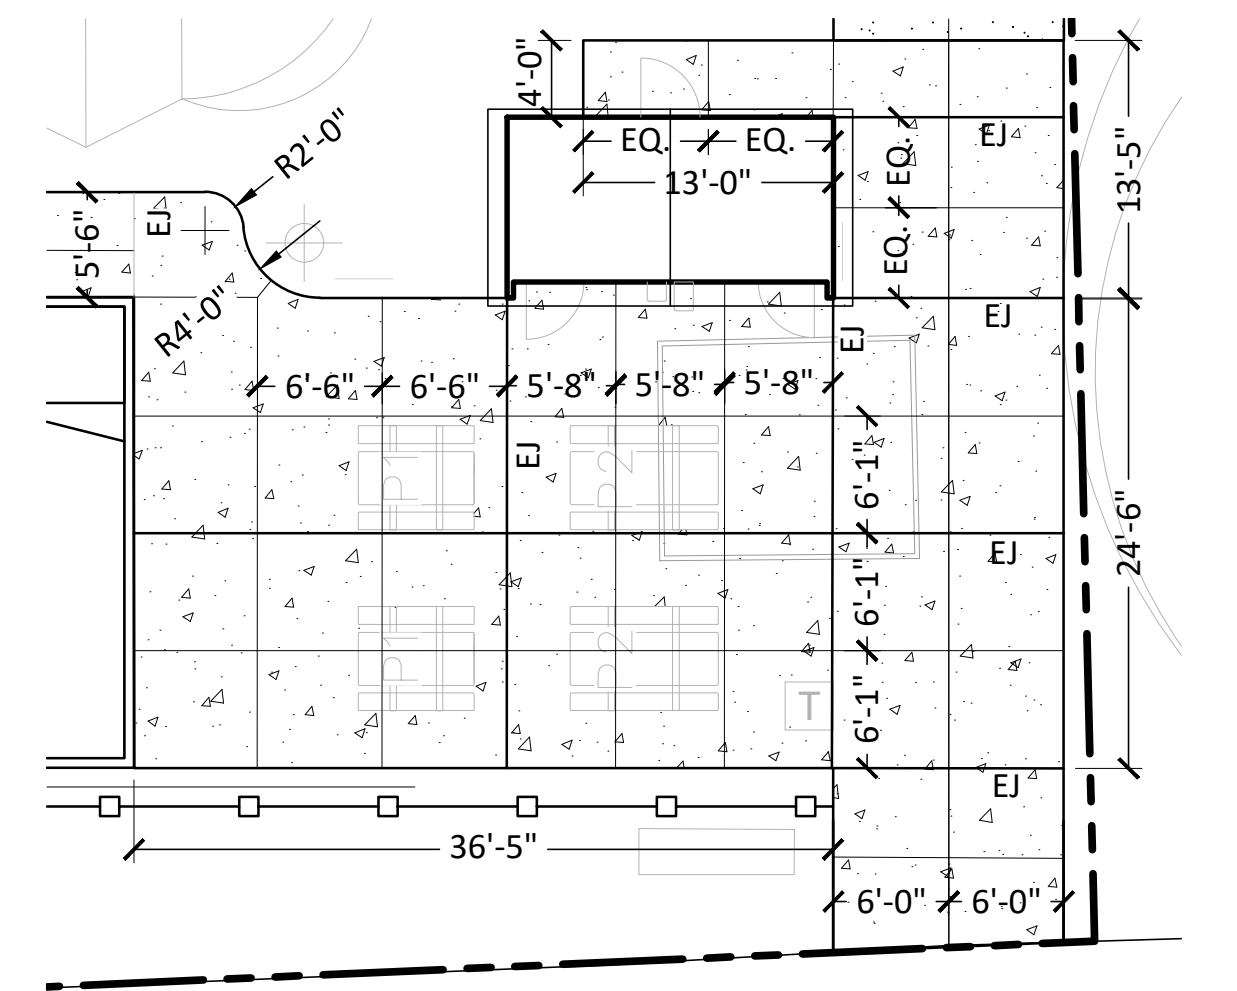 4'-0"
EQ.
EQ.
13'-0"
EQ.
EQ.
EJ
13'-5"
R2'-0"
5'-6"
EJ
R4'-0"
EJ
EJ
6'-6"
6'-6"
5'-8"
5'-8"
5'-8"
EJ
P1
P2
6'-1"
24'-6"
EJ
6'-1"
P1
P2
T
6'-1"
EJ
36'-5"
6'-0"
6'-0"